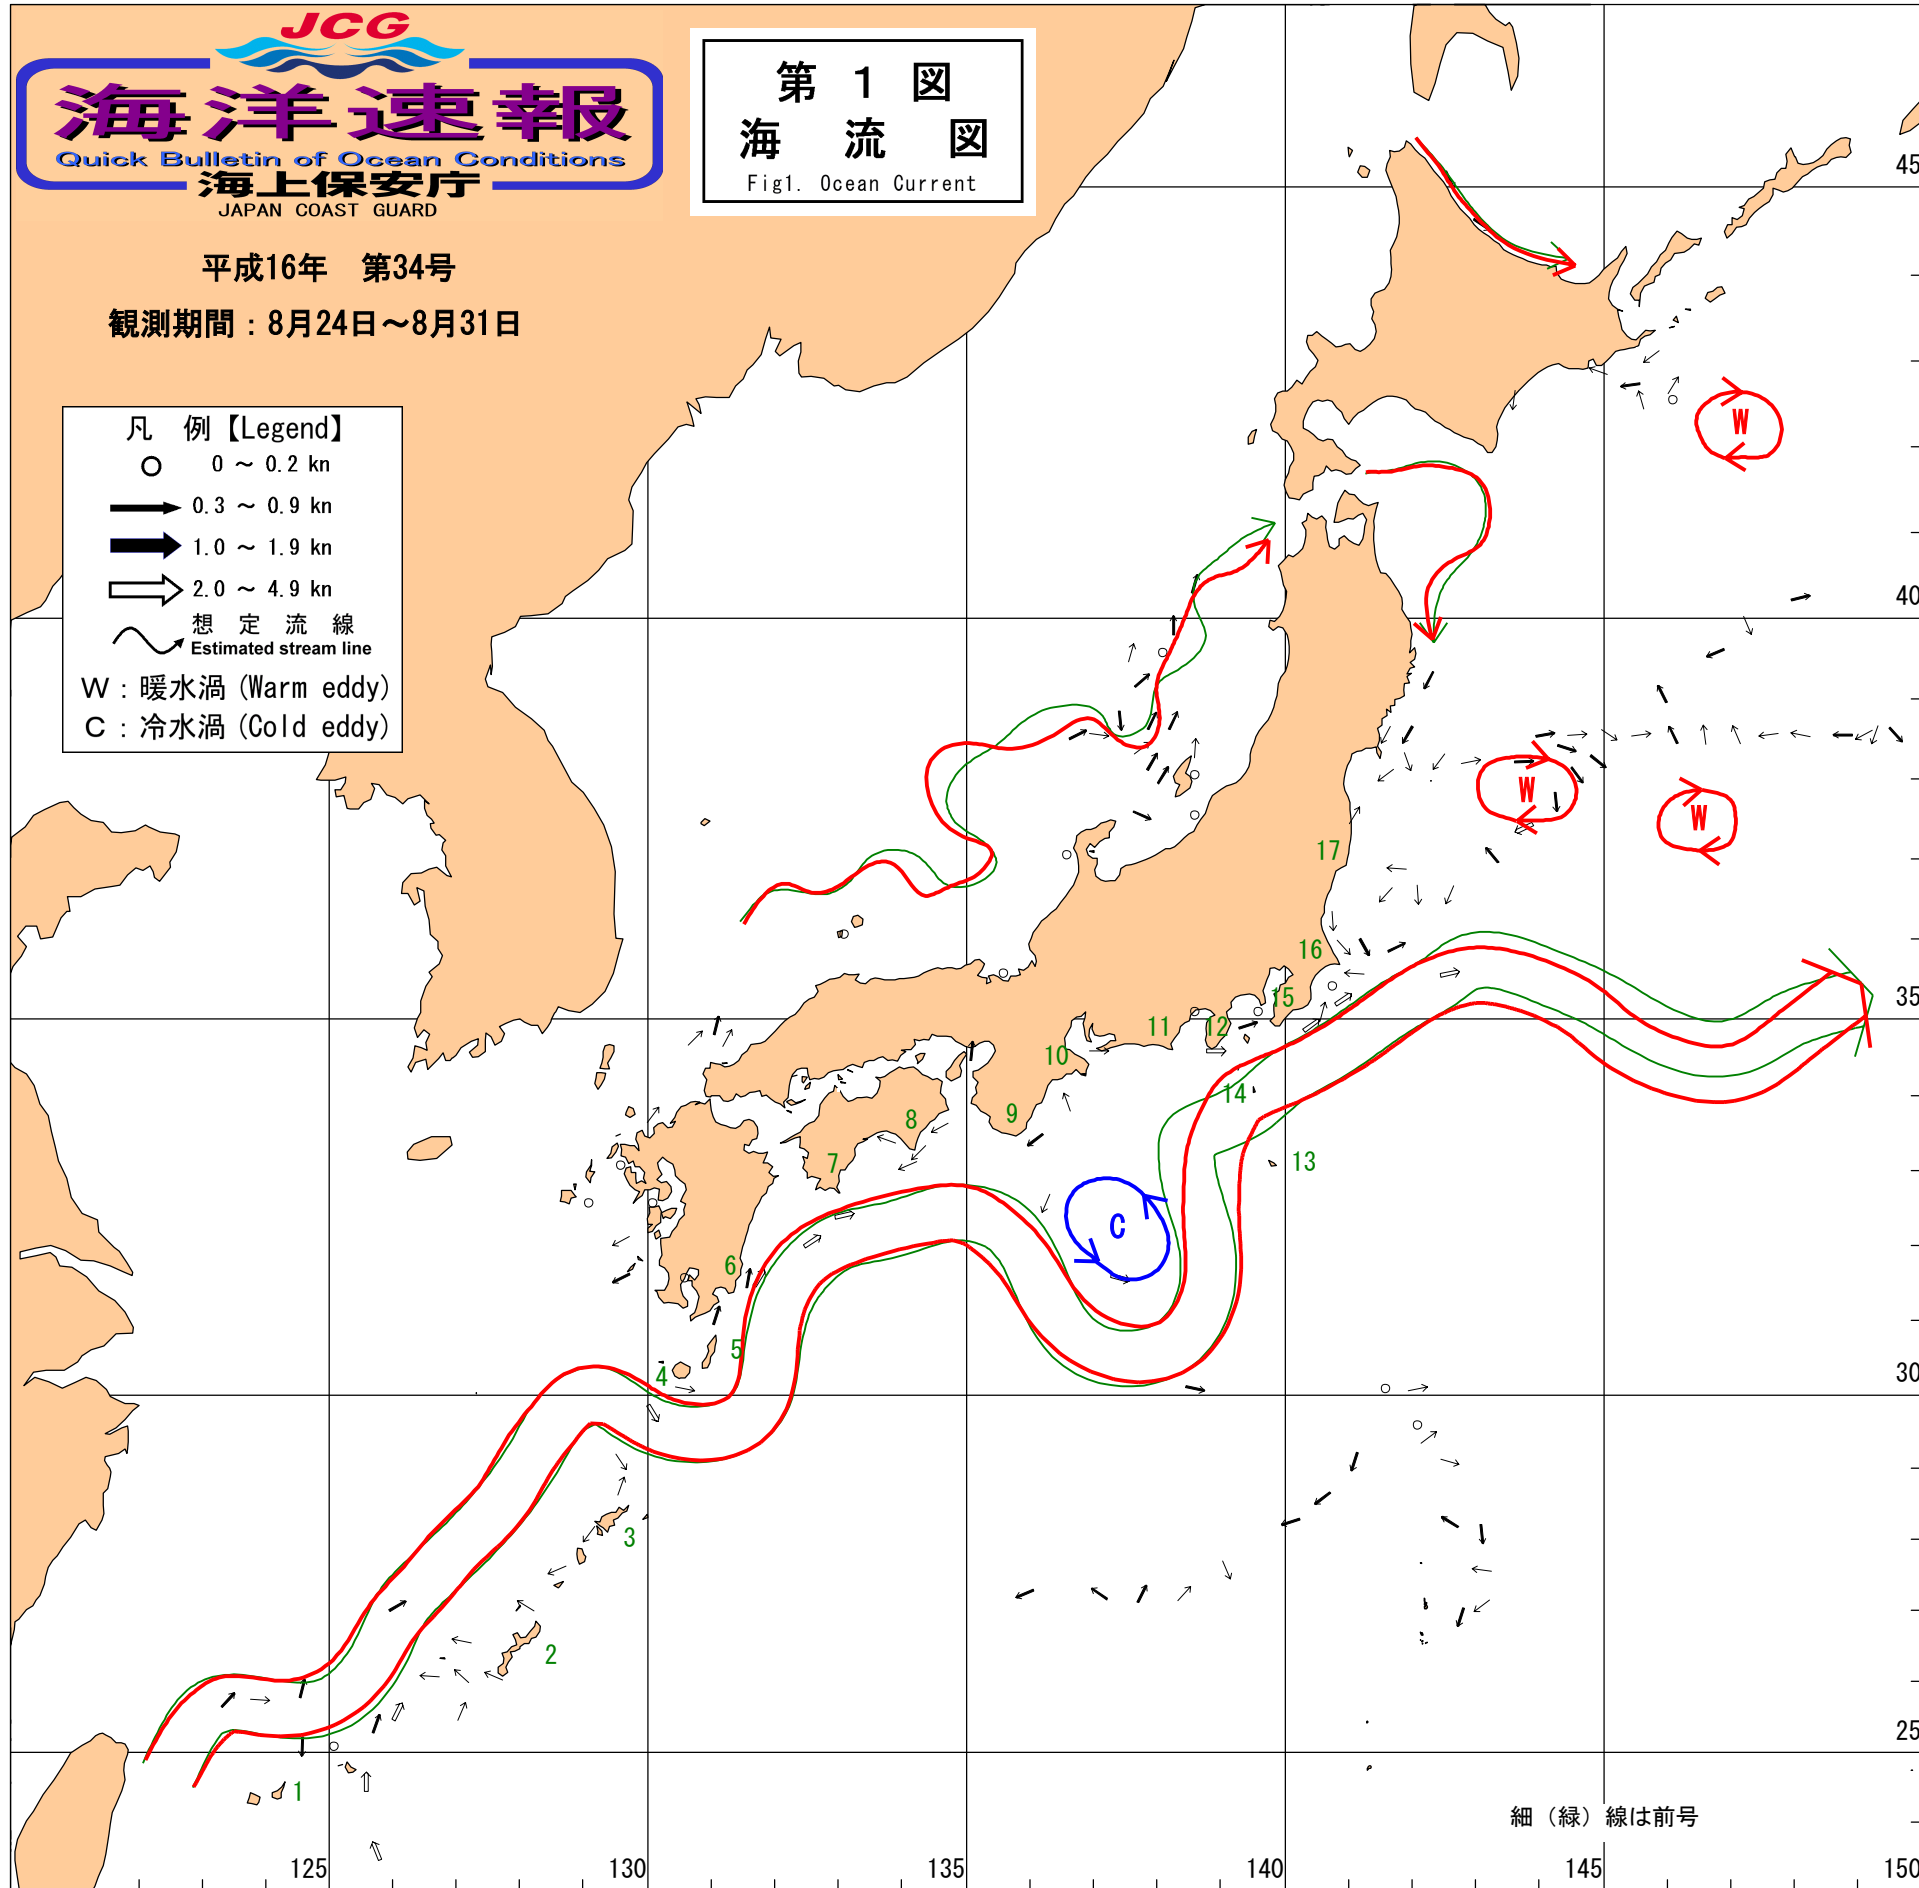 JCG
海洋速報
Quick Bulletin of Ocean Conditions
海上保安庁
JAPAN COAST GUARD
平成16年 第34号
観測期間：8月24日～8月31日
第 1 図
海 流 図
Fig1. Ocean Current
凡 例【Legend】
0 ～ 0.2 kn
0.3 ～ 0.9 kn
1.0 ～ 1.9 kn
2.0 ～ 4.9 kn
想 定 流 線
Estimated stream line
W：暖水渦(Warm eddy)
C：冷水渦(Cold eddy)
45
W
40
W
W
17
16
35
15
11
12
10
14
9
8
13
7
C
6
5
4
30
3
2
25
1
細（緑）線は前号
125
130
135
140
145
150